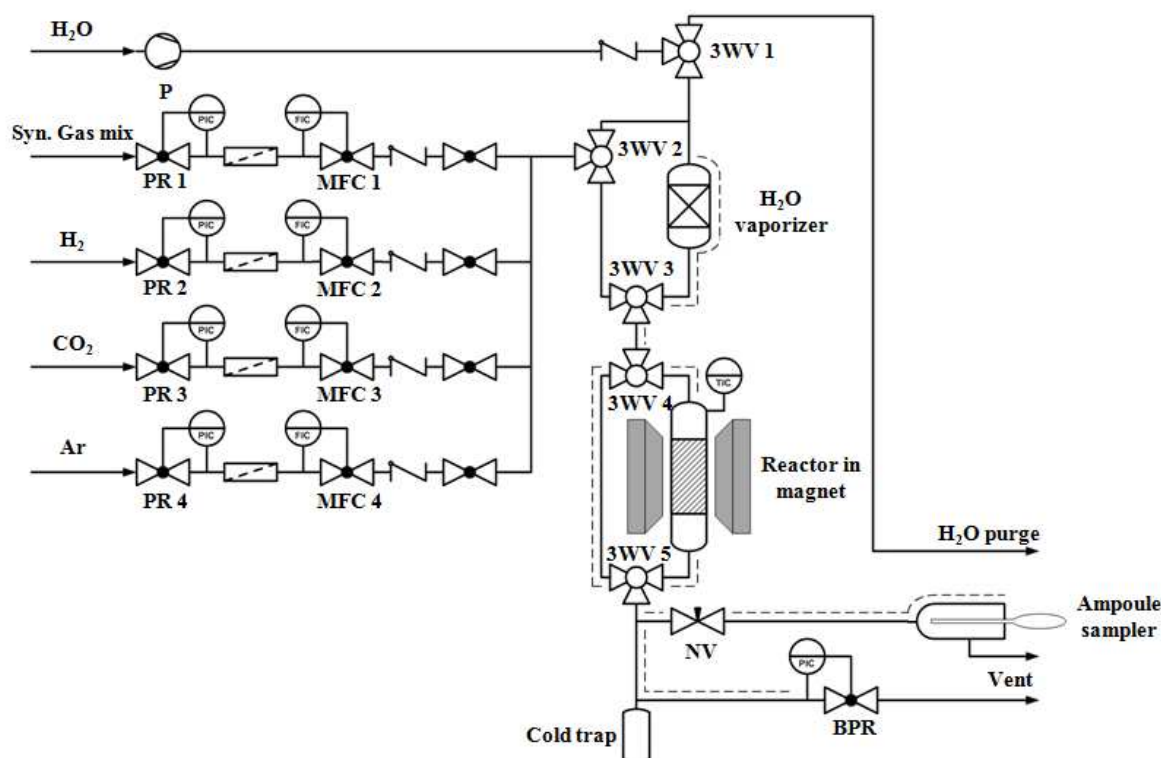 H₂O
P
3WV 1
PIC
FIC
Syn. Gas mix
PR 1
MFC 1
3WV 2
H₂O
vaporizer
PIC
FIC
H₂
PR 2
MFC 2
3WV 3
PIC
FIC
CO₂
PR 3
MFC 3
3WV 4
TIC
PIC
FIC
Ar
PR 4
MFC 4
Reactor in
magnet
3WV 5
H₂O purge
Ampoule
sampler
NV
PIC
Vent
BPR
Cold trap